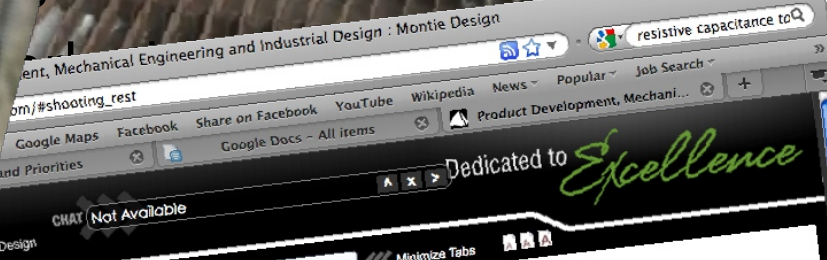 ent, Mechanical Engineering and Industrial Design : Montie Design
resistive capacitance to
om/#shooting_rest
Google Maps Facebook Share on Facebook YouTube Wikipedia News Popular Job Search »
and Priorities Google Docs - All items Product Development, Mechani... +
Dedicated to Excellence
CHAT Not Available
Design
Minimize Tabs A A A